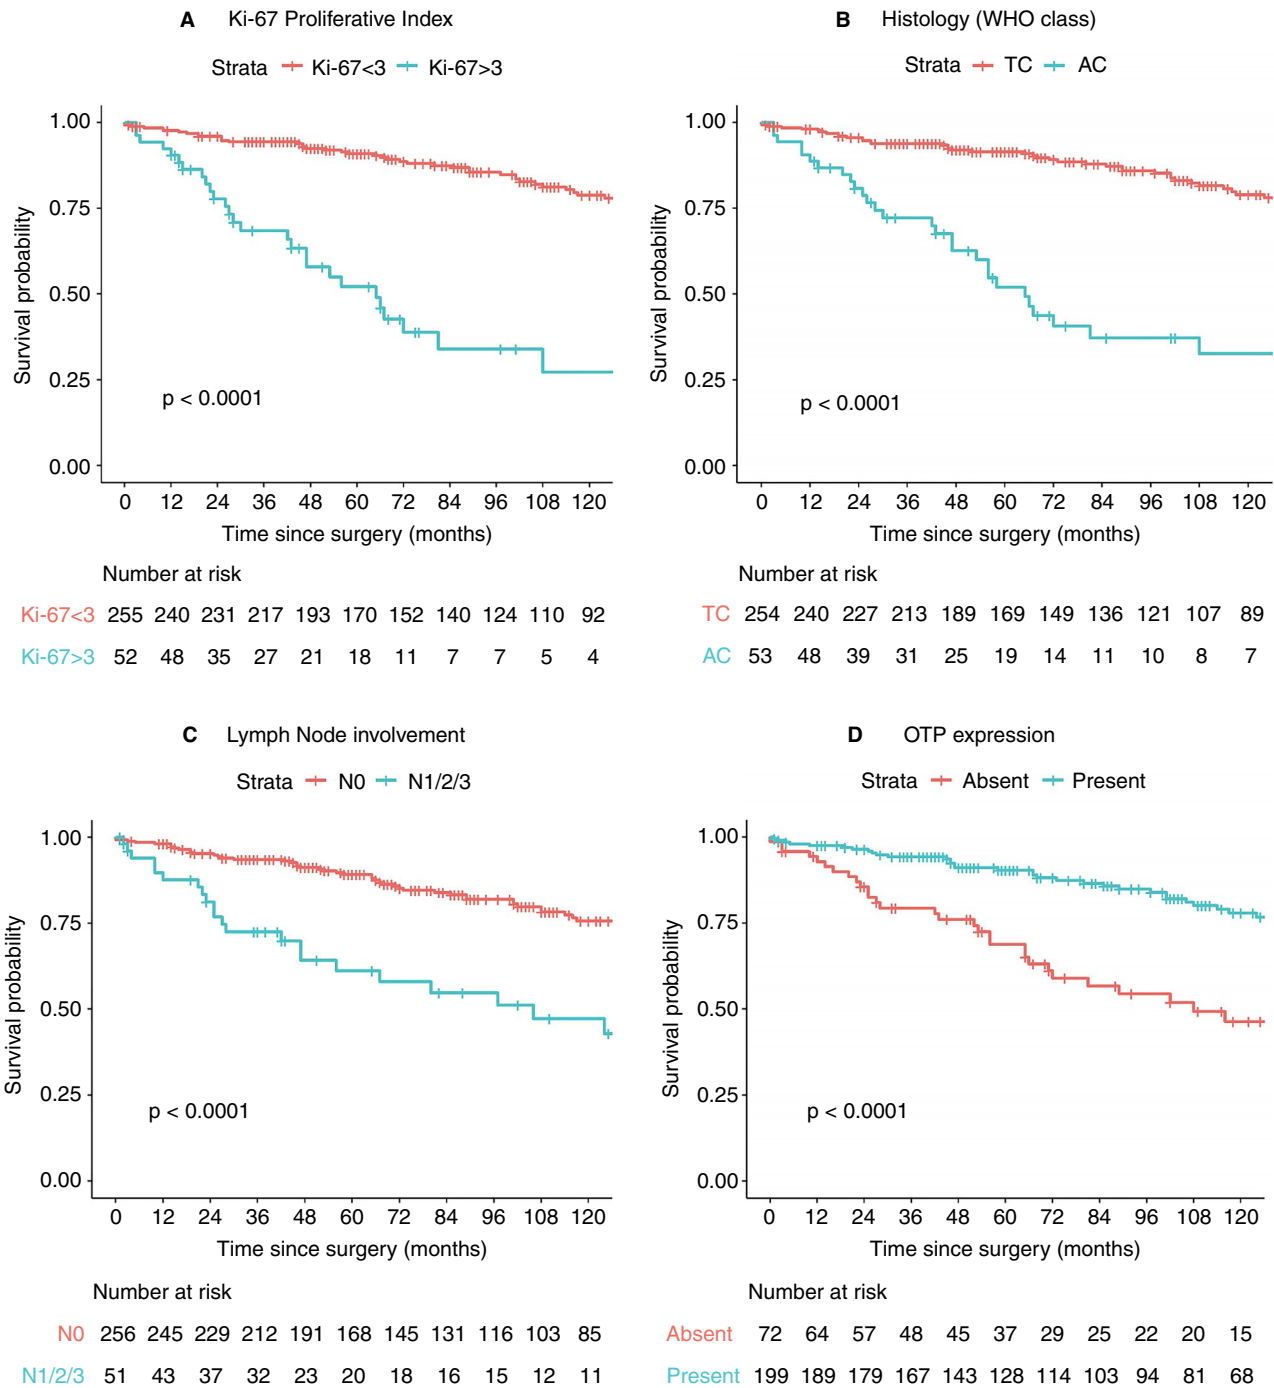 A Ki-67 Proliferative Index
Strata Ki-67<3 Ki-67>3
Survival probability
1.00
0.75
0.50
0.25
0.00
p < 0.0001
0 12 24 36 48 60 72 84 96 108 120
Time since surgery (months)
Number at risk
Ki-67<3 255 240 231 217 193 170 152 140 124 110 92
Ki-67>3 52 48 35 27 21 18 11 7 7 5 4
B Histology (WHO class)
Strata TC AC
Survival probability
1.00
0.75
0.50
0.25
0.00
p < 0.0001
0 12 24 36 48 60 72 84 96 108 120
Time since surgery (months)
Number at risk
TC 254 240 227 213 189 169 149 136 121 107 89
AC 53 48 39 31 25 19 14 11 10 8 7
C Lymph Node involvement
Strata N0 N1/2/3
Survival probability
1.00
0.75
0.50
0.25
0.00
p < 0.0001
0 12 24 36 48 60 72 84 96 108 120
Time since surgery (months)
Number at risk
N0 256 245 229 212 191 168 145 131 116 103 85
N1/2/3 51 43 37 32 23 20 18 16 15 12 11
D OTP expression
Strata Absent Present
Survival probability
1.00
0.75
0.50
0.25
0.00
p < 0.0001
0 12 24 36 48 60 72 84 96 108 120
Time since surgery (months)
Number at risk
Absent 72 64 57 48 45 37 29 25 22 20 15
Present 199 189 179 167 143 128 114 103 94 81 68